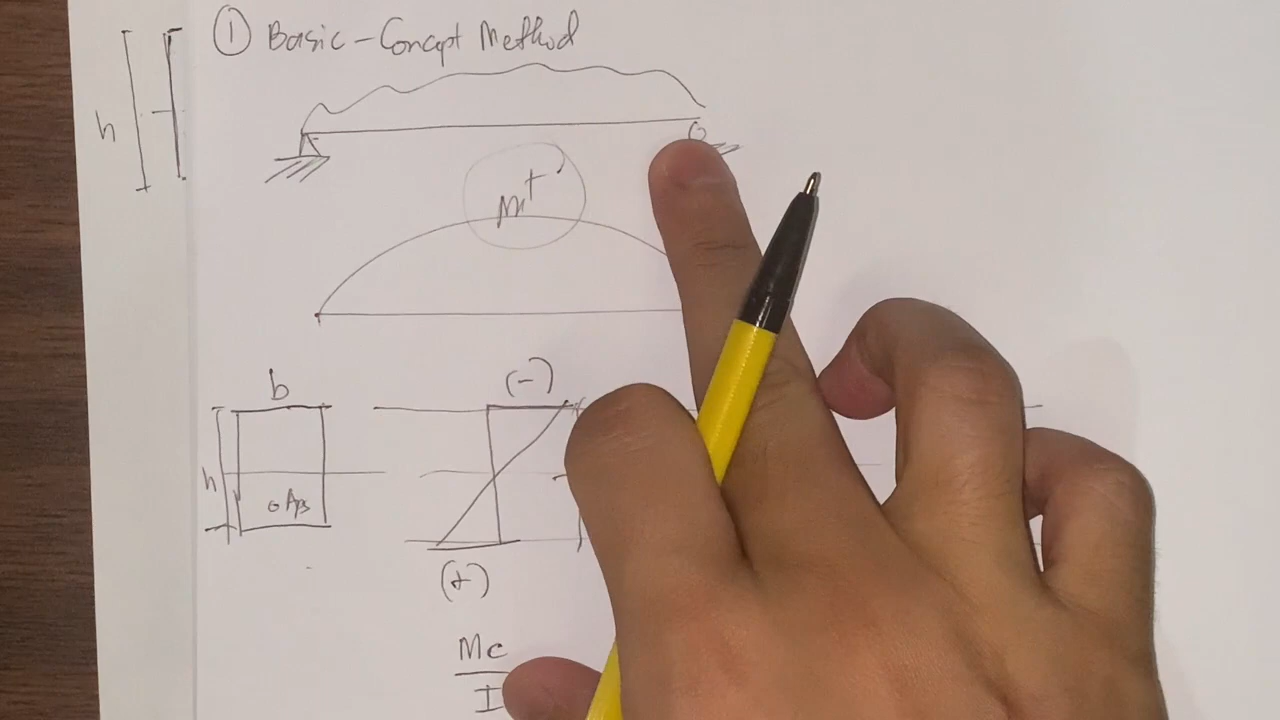 ① Basic-Concept Method
h
M+
b
(-)
h
Aps
(+)
Mc
I